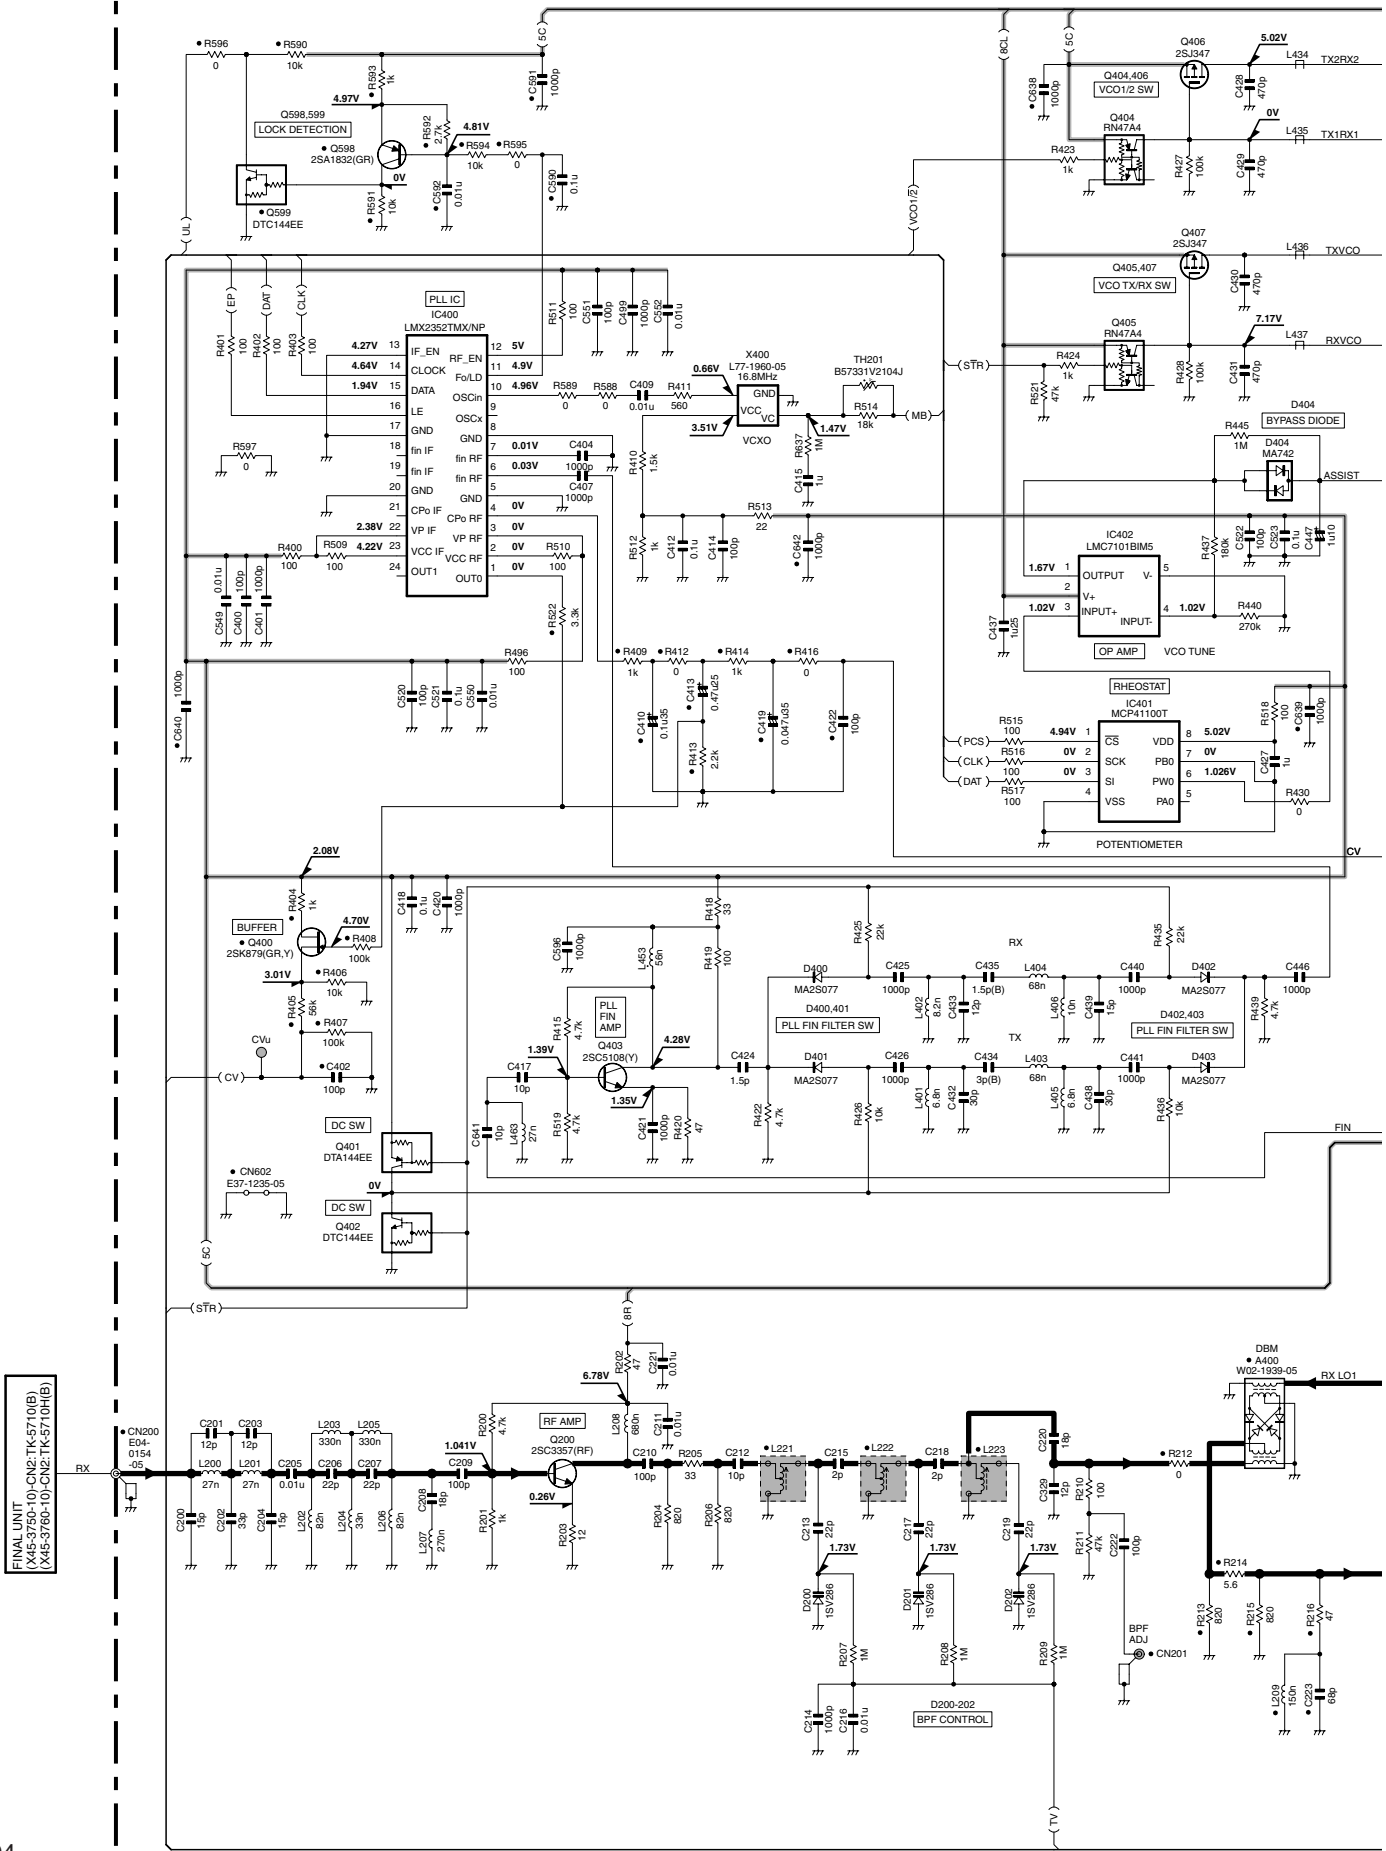 5C
8CL
5C
• R596
0
• R590
10k
• R593
1k
• C591
1000p
4.97V
Q598,599
LOCK DETECTION
• Q598
2SA1832(GR)
• R592
2.7k
4.81V
• R594
10k
• R595
0
0V
• Q599
DTC144EE
• R591
10k
• C592
0.01u
• C590
0.1u
UL
VCO1/2
• C638
1000p
Q404,406
VCO1/2 SW
Q404
RN47A4
R423
1k
Q406
2SJ347
5.02V
C428
470p
L434
TX2RX2
0V
L435
TX1RX1
R427
100k
C429
470p
Q407
2SJ347
Q405,407
VCO TX/RX SW
L436
TXVCO
C430
470p
Q405
RN47A4
7.17V
L437
RXVCO
STR
R424
1k
R521
47k
R428
100k
C431
470p
EP
DAT
CLK
R401
100
R402
100
R403
100
PLL IC
IC400
LMX2352TMX/NP
4.27V 13 IF_EN
4.64V 14 CLOCK
1.94V 15 DATA
16 LE
17 GND
18 fin IF
19 fin IF
20 GND
21 CPo IF
2.38V 22 VP IF
4.22V 23 VCC IF
24 OUT1
RF_EN 12 5V
Fo/LD 11 4.9V
OSCin 10 4.96V
OSCx 9
GND 8
fin RF 7 0.01V
fin RF 6 0.03V
GND 5
CPo RF 4 0V
VP RF 3 0V
VCC RF 2 0V
OUT0 1 0V
R511
100
C551
100p
C499
1000p
C552
0.01u
R589
0
R588
0
C409
0.01u
R411
560
X400
L77-1960-05
16.8MHz
0.66V
GND
VCC
VC
3.51V
VCXO
TH201
B57331V2104J
R514
18k
MB
1.47V
R637
1M
C415
1u
R410
1.5k
C404
1000p
C407
1000p
R597
0
R400
100
R509
100
R510
100
R512
1k
C412
0.1u
C414
100p
R513
22
• C642
1000p
C549
0.01u
C400
100p
C401
1000p
• R522
3.3k
R496
100
C520
100p
C521
0.1u
C550
0.01u
• C640
1000p
• R409
1k
• R412
0
• R414
1k
• R416
0
• C410
0.1u35
• C413
0.47u25
• R413
2.2k
• C419
0.047u35
• C422
100p
D404
BYPASS DIODE
R445
1M
D404
MA742
ASSIST
IC402
LMC7101BIM5
1.67V 1 OUTPUT
2 V+
1.02V 3 INPUT+
V- 5
INPUT- 4 1.02V
OP AMP
VCO TUNE
R437
180k
C522
100p
C523
0.1u
C447
1u10
R440
270k
C437
1u25
RHEOSTAT
IC401
MCP41100T
PCS
R515
100
CLK
R516
100
DAT
R517
100
4.94V 1 CS
0V 2 SCK
0V 3 SI
4 VSS
VDD 8 5.02V
PB0 7 0V
PW0 6 1.026V
PA0 5
POTENTIOMETER
R518
100
• C639
1000p
C427
1u
R430
0
CV
2.08V
• R404
1k
BUFFER
• Q400
2SK879(GR,Y)
4.70V
• R408
100k
3.01V
• R406
10k
• R405
56k
• R407
100k
CVu
CV
• C402
100p
C418
0.1u
C420
1000p
R418
33
C596
1000p
L453
56n
R419
100
R415
4.7k
PLL
FIN
AMP
Q403
2SC5108(Y)
4.28V
1.39V
1.35V
C417
10p
C641
10p
L463
27n
R519
4.7k
C421
1000p
R420
47
C424
1.5p
R422
4.7k
R425
22k
R435
22k
RX
D400
MA2S077
C425
1000p
L402
8.2n
C433
12p
C435
1.5p(B)
L404
68n
L406
10n
C439
15p
C440
1000p
D402
MA2S077
R439
4.7k
C446
1000p
D400,401
PLL FIN FILTER SW
D402,403
PLL FIN FILTER SW
TX
D401
MA2S077
C426
1000p
L401
6.8n
C432
30p
C434
3p(B)
L403
68n
L405
6.8n
C438
30p
C441
1000p
D403
MA2S077
R426
10k
R436
10k
FIN
DC SW
Q401
DTA144EE
0V
DC SW
Q402
DTC144EE
• CN602
E37-1235-05
5C
STR
8R
FINAL UNIT
(X45-3750-10)-CN2:TK-5710(B)
(X45-3760-10)-CN2:TK-5710H(B)
RX
• CN200
E04-
0154
-05
C201
12p
C203
12p
L200
27n
L201
27n
C200
15p
C202
33p
C204
15p
C205
0.01u
L203
330n
L205
330n
C206
22p
C207
22p
L202
82n
L204
33n
L206
82n
C208
18p
L207
270n
C209
100p
1.041V
R200
4.7k
R201
1k
RF AMP
Q200
2SC3357(RF)
0.26V
R203
12
6.78V
R202
47
C221
0.01u
L208
680n
C211
0.01u
C210
100p
R205
33
R204
820
R206
820
C212
10p
• L221
C215
2p
• L222
C218
2p
• L223
C213
22p
C217
22p
C219
22p
1.73V
1.73V
1.73V
D200
1SV286
D201
1SV286
D202
1SV286
R207
1M
R208
1M
R209
1M
C214
1000p
C216
0.01u
D200-202
BPF CONTROL
TV
C220
18p
C329
12p
R210
100
R211
47k
C222
100p
BPF
ADJ
• CN201
• R212
0
DBM
• A400
W02-1939-05
RX LO1
• R214
5.6
• R213
820
• R215
820
• R216
47
• L209
150n
• C223
68p